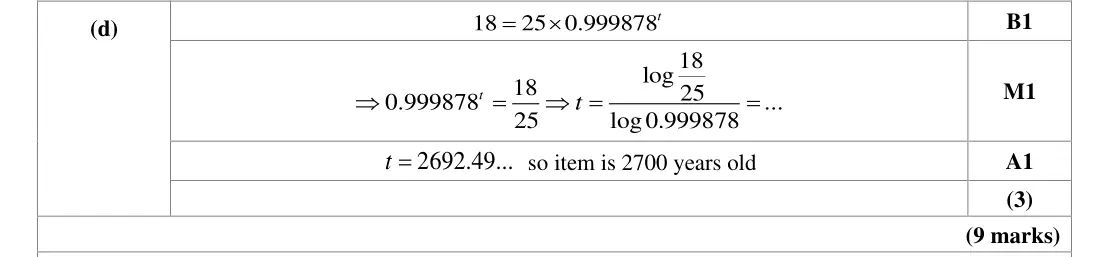 (d) 18 = 25 × 0.999878^t B1
⇒ 0.999878^t = 18/25 ⇒ t = log 18/25 / log 0.999878 = ... M1
t = 2692.49... so item is 2700 years old A1
(3)
(9 marks)